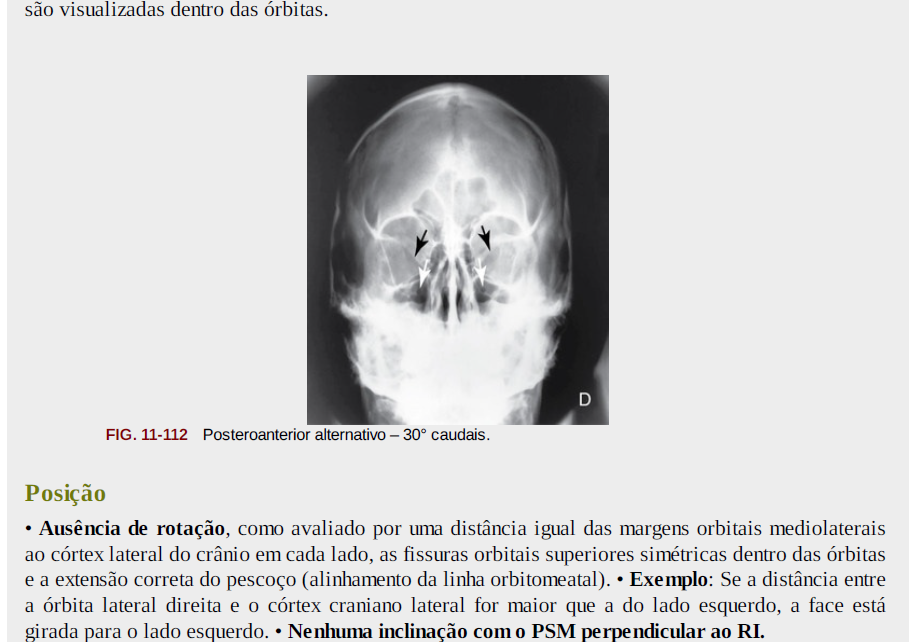 são visualizadas dentro das órbitas.
D
FIG. 11-112 Posteroanterior alternativo – 30° caudais.
Posição
• Ausência de rotação, como avaliado por uma distância igual das margens orbitais mediolaterais
ao córtex lateral do crânio em cada lado, as fissuras orbitais superiores simétricas dentro das órbitas
e a extensão correta do pescoço (alinhamento da linha orbitomeatal). • Exemplo: Se a distância entre
a órbita lateral direita e o córtex craniano lateral for maior que a do lado esquerdo, a face está
girada para o lado esquerdo. • Nenhuma inclinação com o PSM perpendicular ao RI.